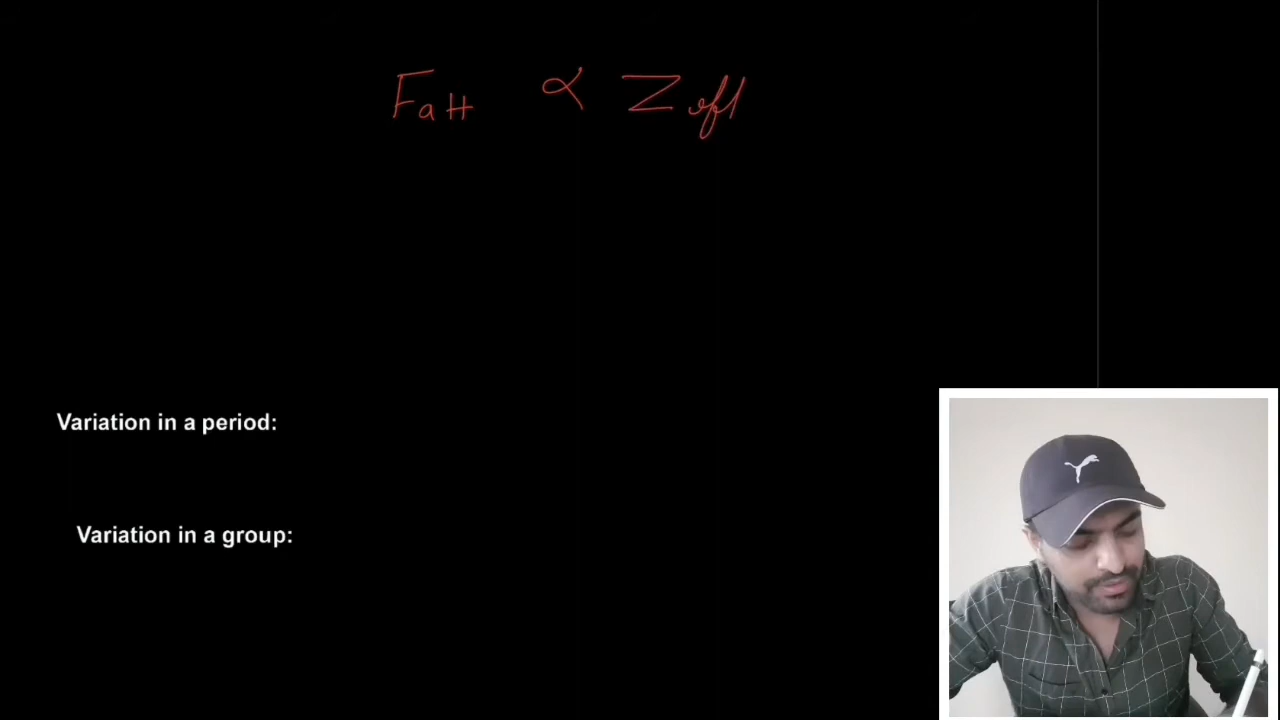 Fatt ∝ Zeff
Variation in a period:
Variation in a group: